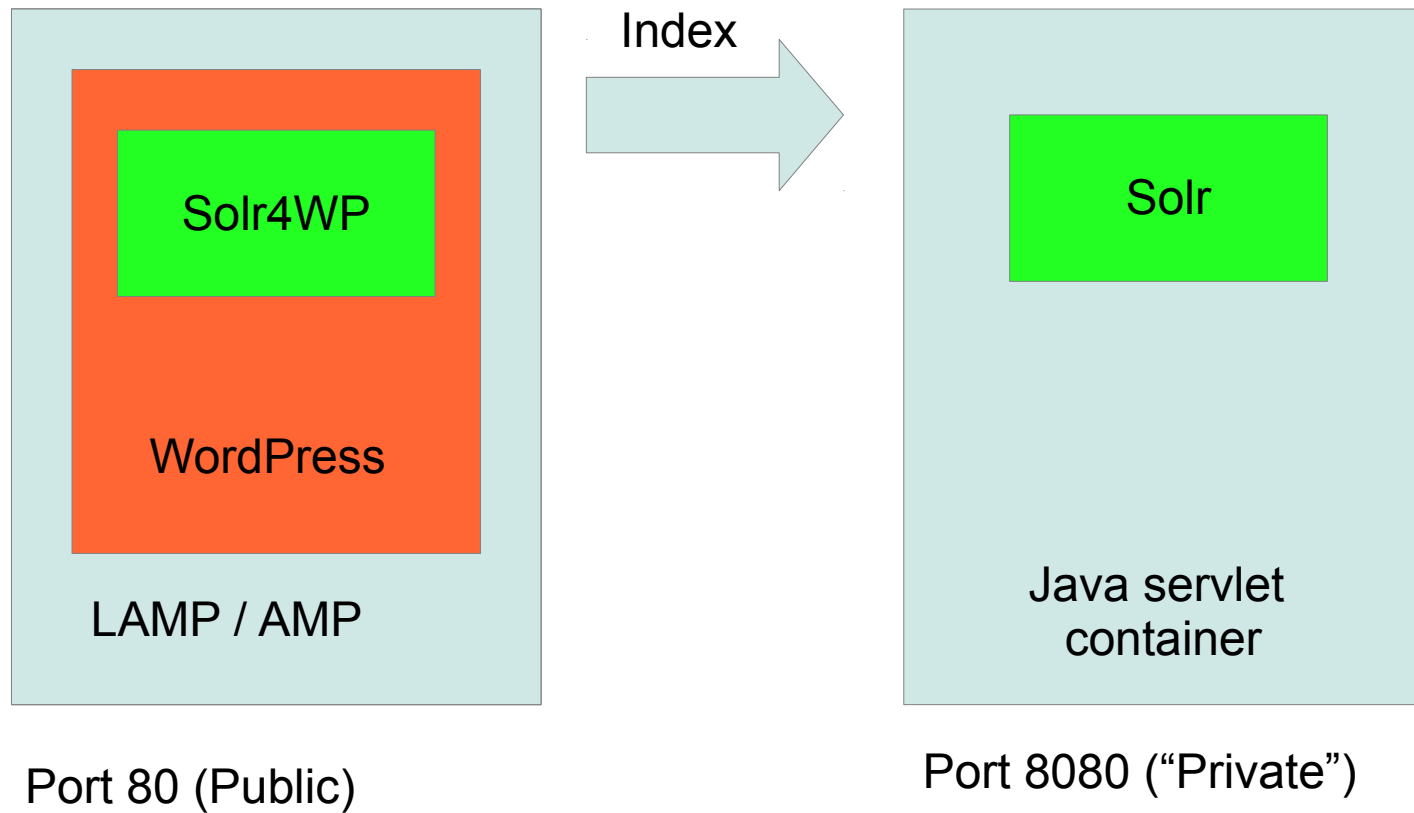 Index
Solr4WP
WordPress
LAMP / AMP
Port 80 (Public)
Solr
Java servlet
container
Port 8080 (“Private”)